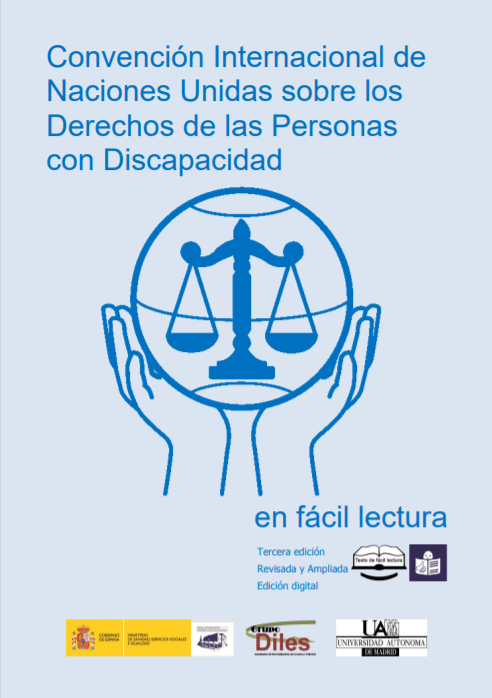 Convención Internacional de
Naciones Unidas sobre los
Derechos de las Personas
con Discapacidad
en fácil lectura
Tercera edición
Revisada y Ampliada
Edición digital
Texto de fácil lectura
GOBIERNO
DE ESPAÑA
MINISTERIO
DE SANIDAD, SERVICIOS SOCIALES
E IGUALDAD
Grupo
Diles
UAM
UNIVERSIDAD AUTONOMA
DE MADRID